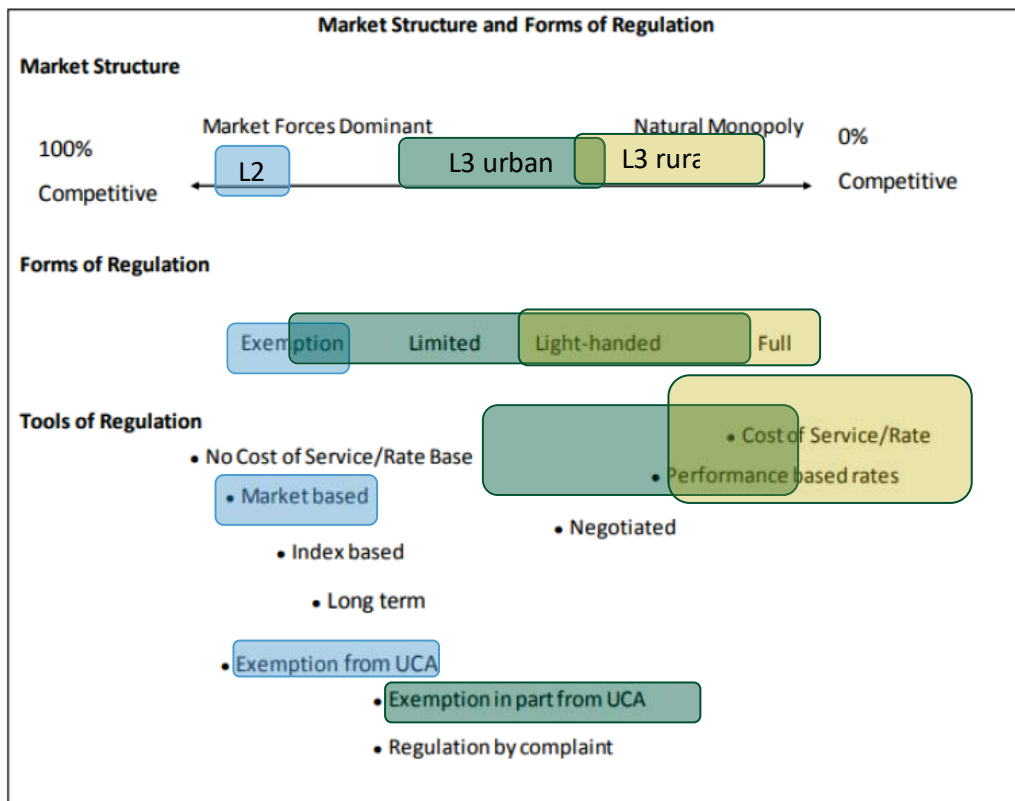 Market Structure and Forms of Regulation
Market Structure
Market Forces Dominant
Natural Monopoly
100%
Competitive
0%
Competitive
L2
L3 urban
L3 rura
Forms of Regulation
Exemption
Limited
Light-handed
Full
Tools of Regulation
• No Cost of Service/Rate Base
• Market based
• Index based
• Long term
• Cost of Service/Rate
• Performance based rates
• Negotiated
• Exemption from UCA
• Exemption in part from UCA
• Regulation by complaint